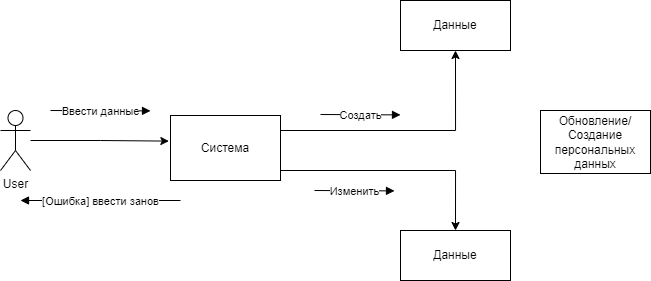 Данные
Ввести данные
Создать
Обновление/
Создание
персональных
данных
Система
User
Изменить
[Ошибка] ввести занов
Данные